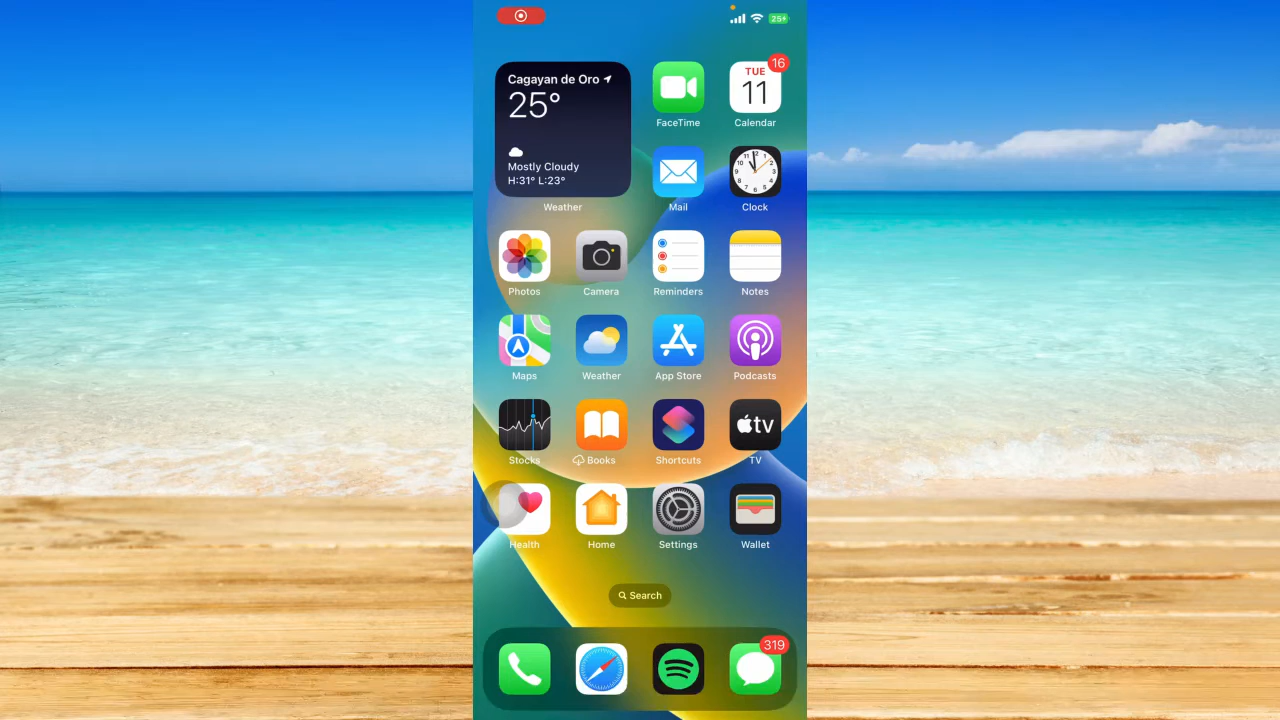 25
Cagayan de Oro
25°
Mostly Cloudy
H:31° L:23°
Weather
FaceTime
TUE
11
16
Calendar
Mail
Clock
Photos
Camera
Reminders
Notes
Maps
Weather
App Store
Podcasts
Stocks
Books
Shortcuts
tv
TV
Health
Home
Settings
Wallet
Search
319